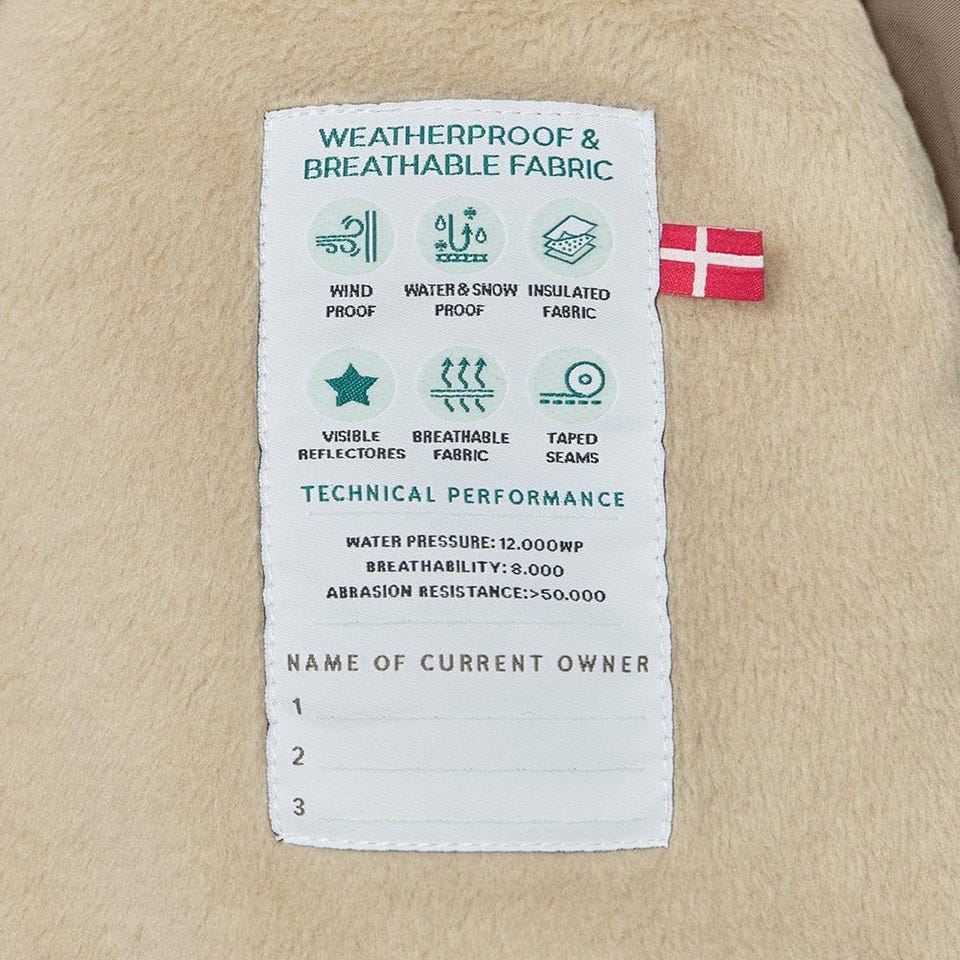 WEATHERPROOF &
BREATHABLE FABRIC
WIND
PROOF
WATER & SNOW
PROOF
INSULATED
FABRIC
VISIBLE
REFLECTORES
BREATHABLE
FABRIC
TAPED
SEAMS
TECHNICAL PERFORMANCE
WATER PRESSURE: 12.000WP
BREATHABILITY: 8.000
ABRASION RESISTANCE:>50.000
NAME OF CURRENT OWNER
1
2
3